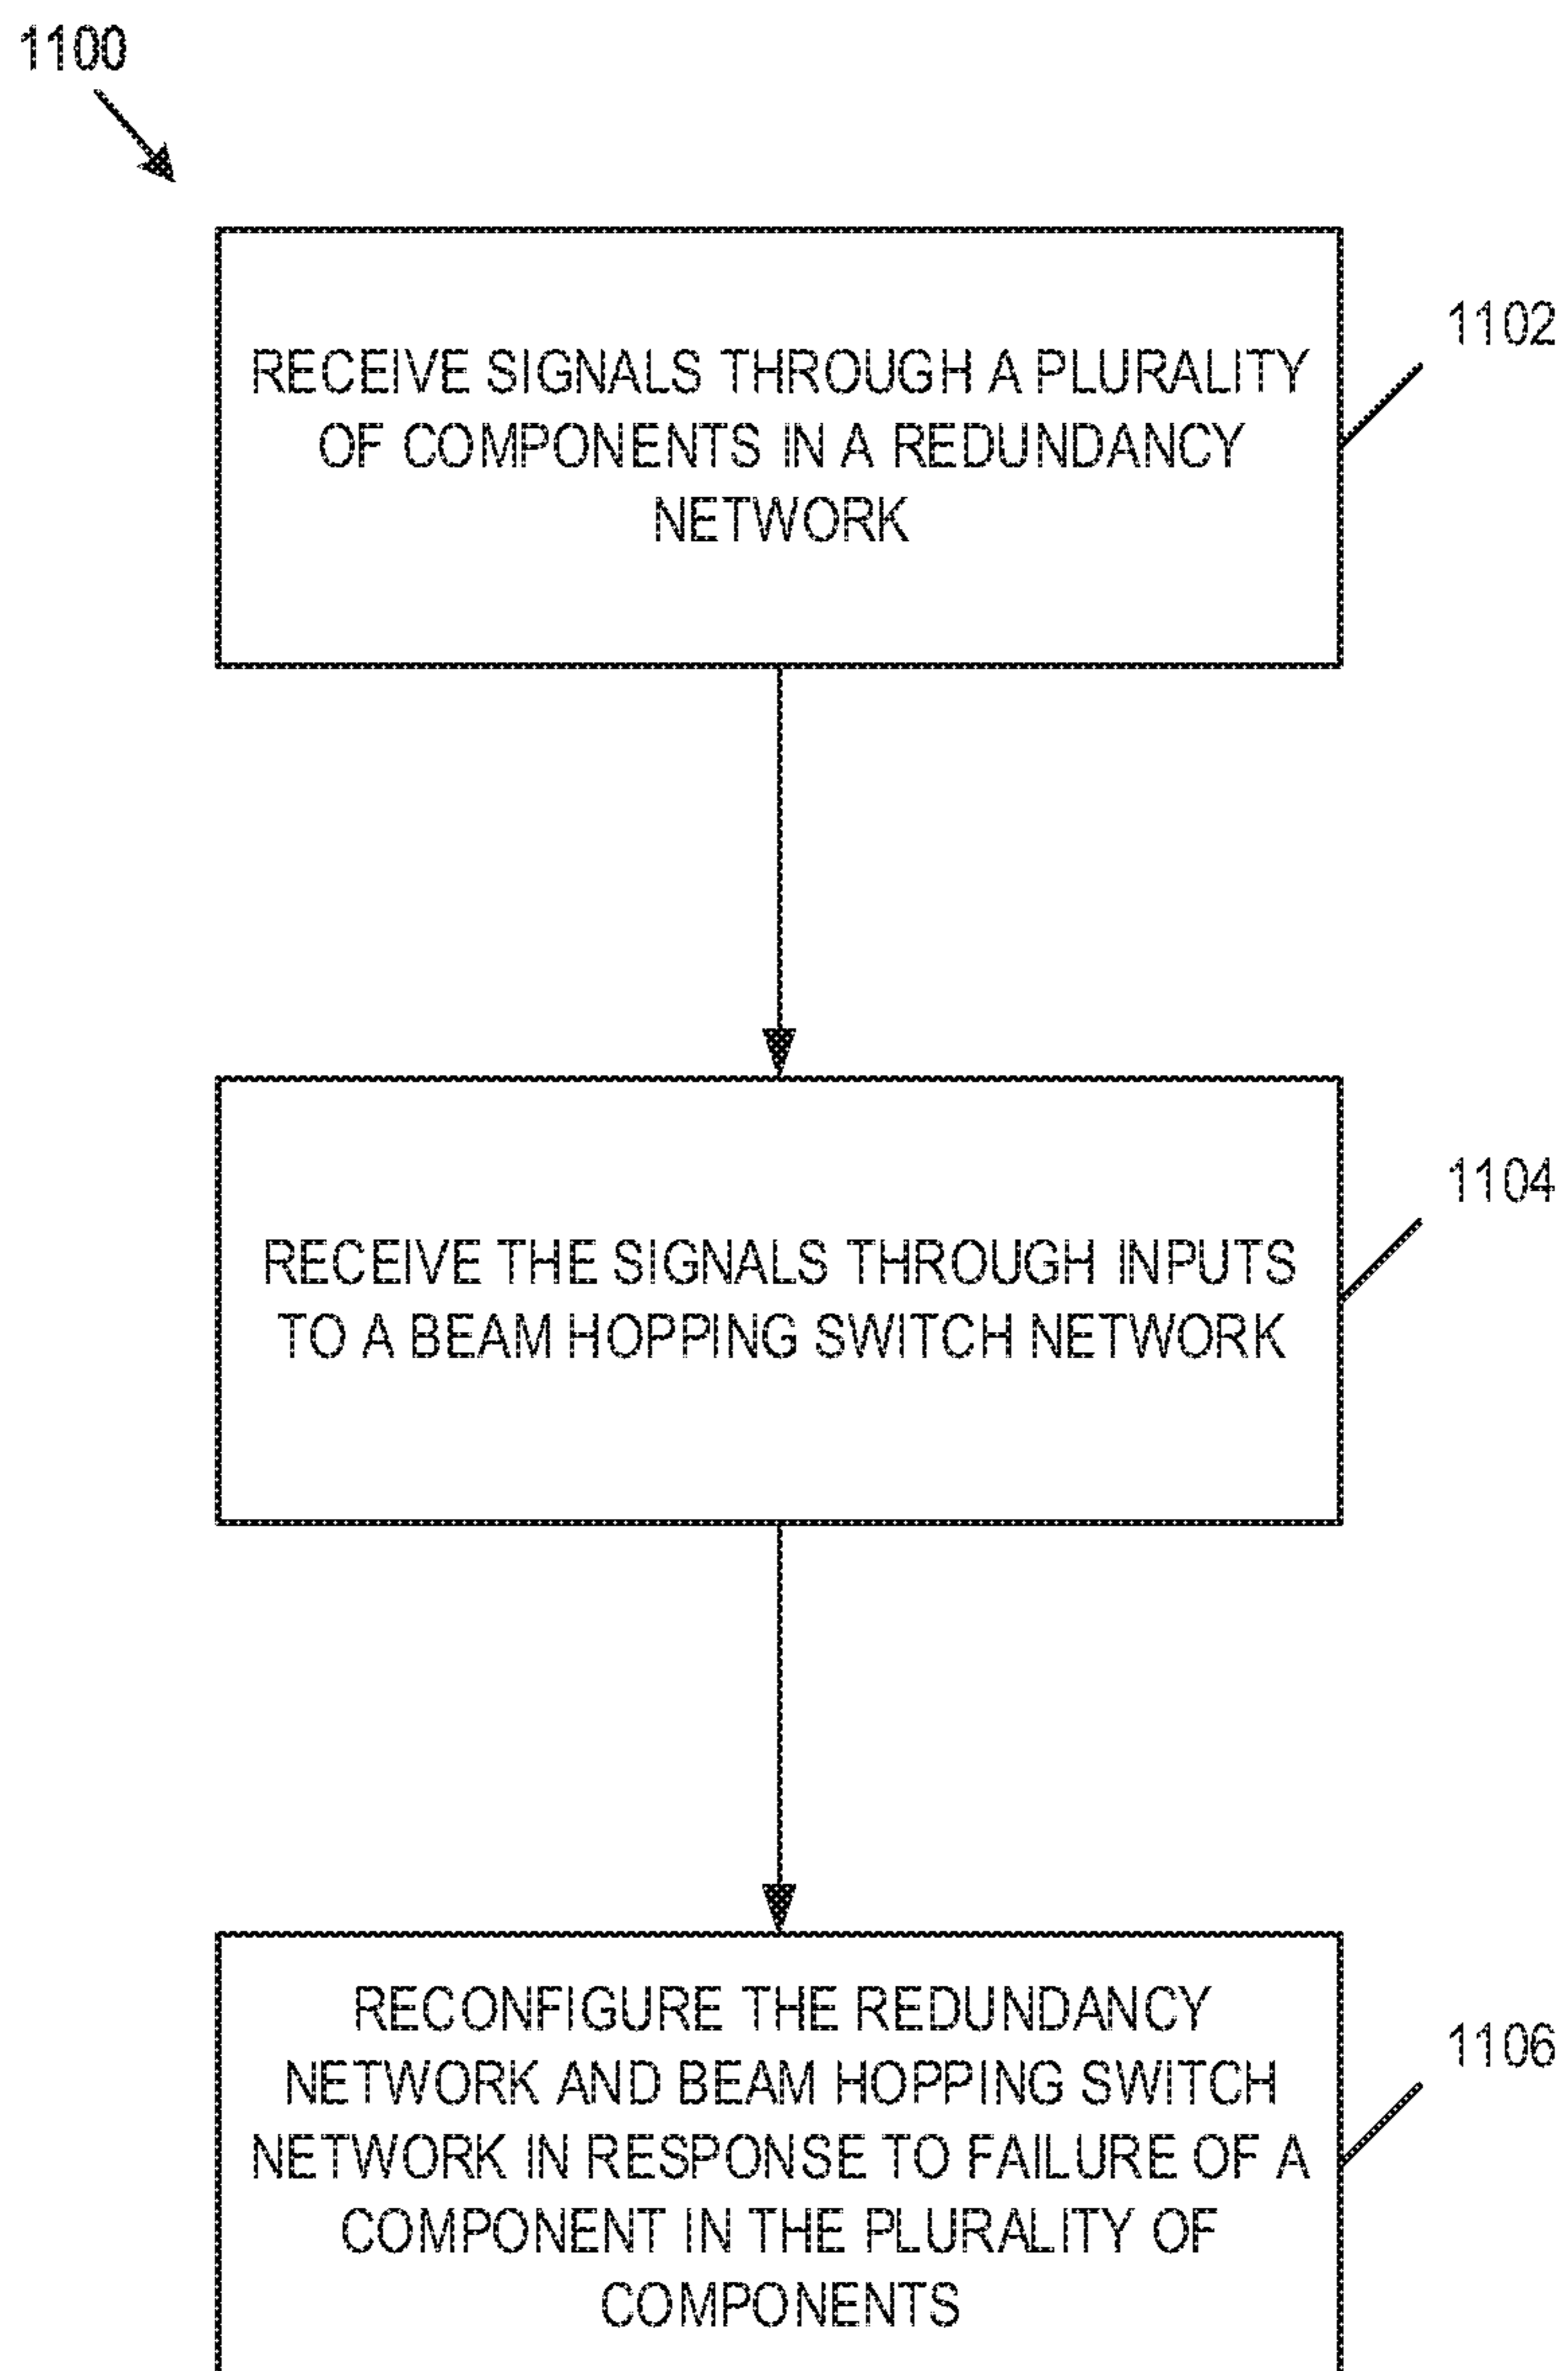 1100
RECEIVE SIGNALS THROUGH A PLURALITY
OF COMPONENTS IN A REDUNDANCY
NETWORK
1102
RECEIVE THE SIGNALS THROUGH INPUTS
TO A BEAM HOPPING SWITCH NETWORK
1104
RECONFIGURE THE REDUNDANCY
NETWORK AND BEAM HOPPING SWITCH
NETWORK IN RESPONSE TO FAILURE OF A
COMPONENT IN THE PLURALITY OF
COMPONENTS
1106